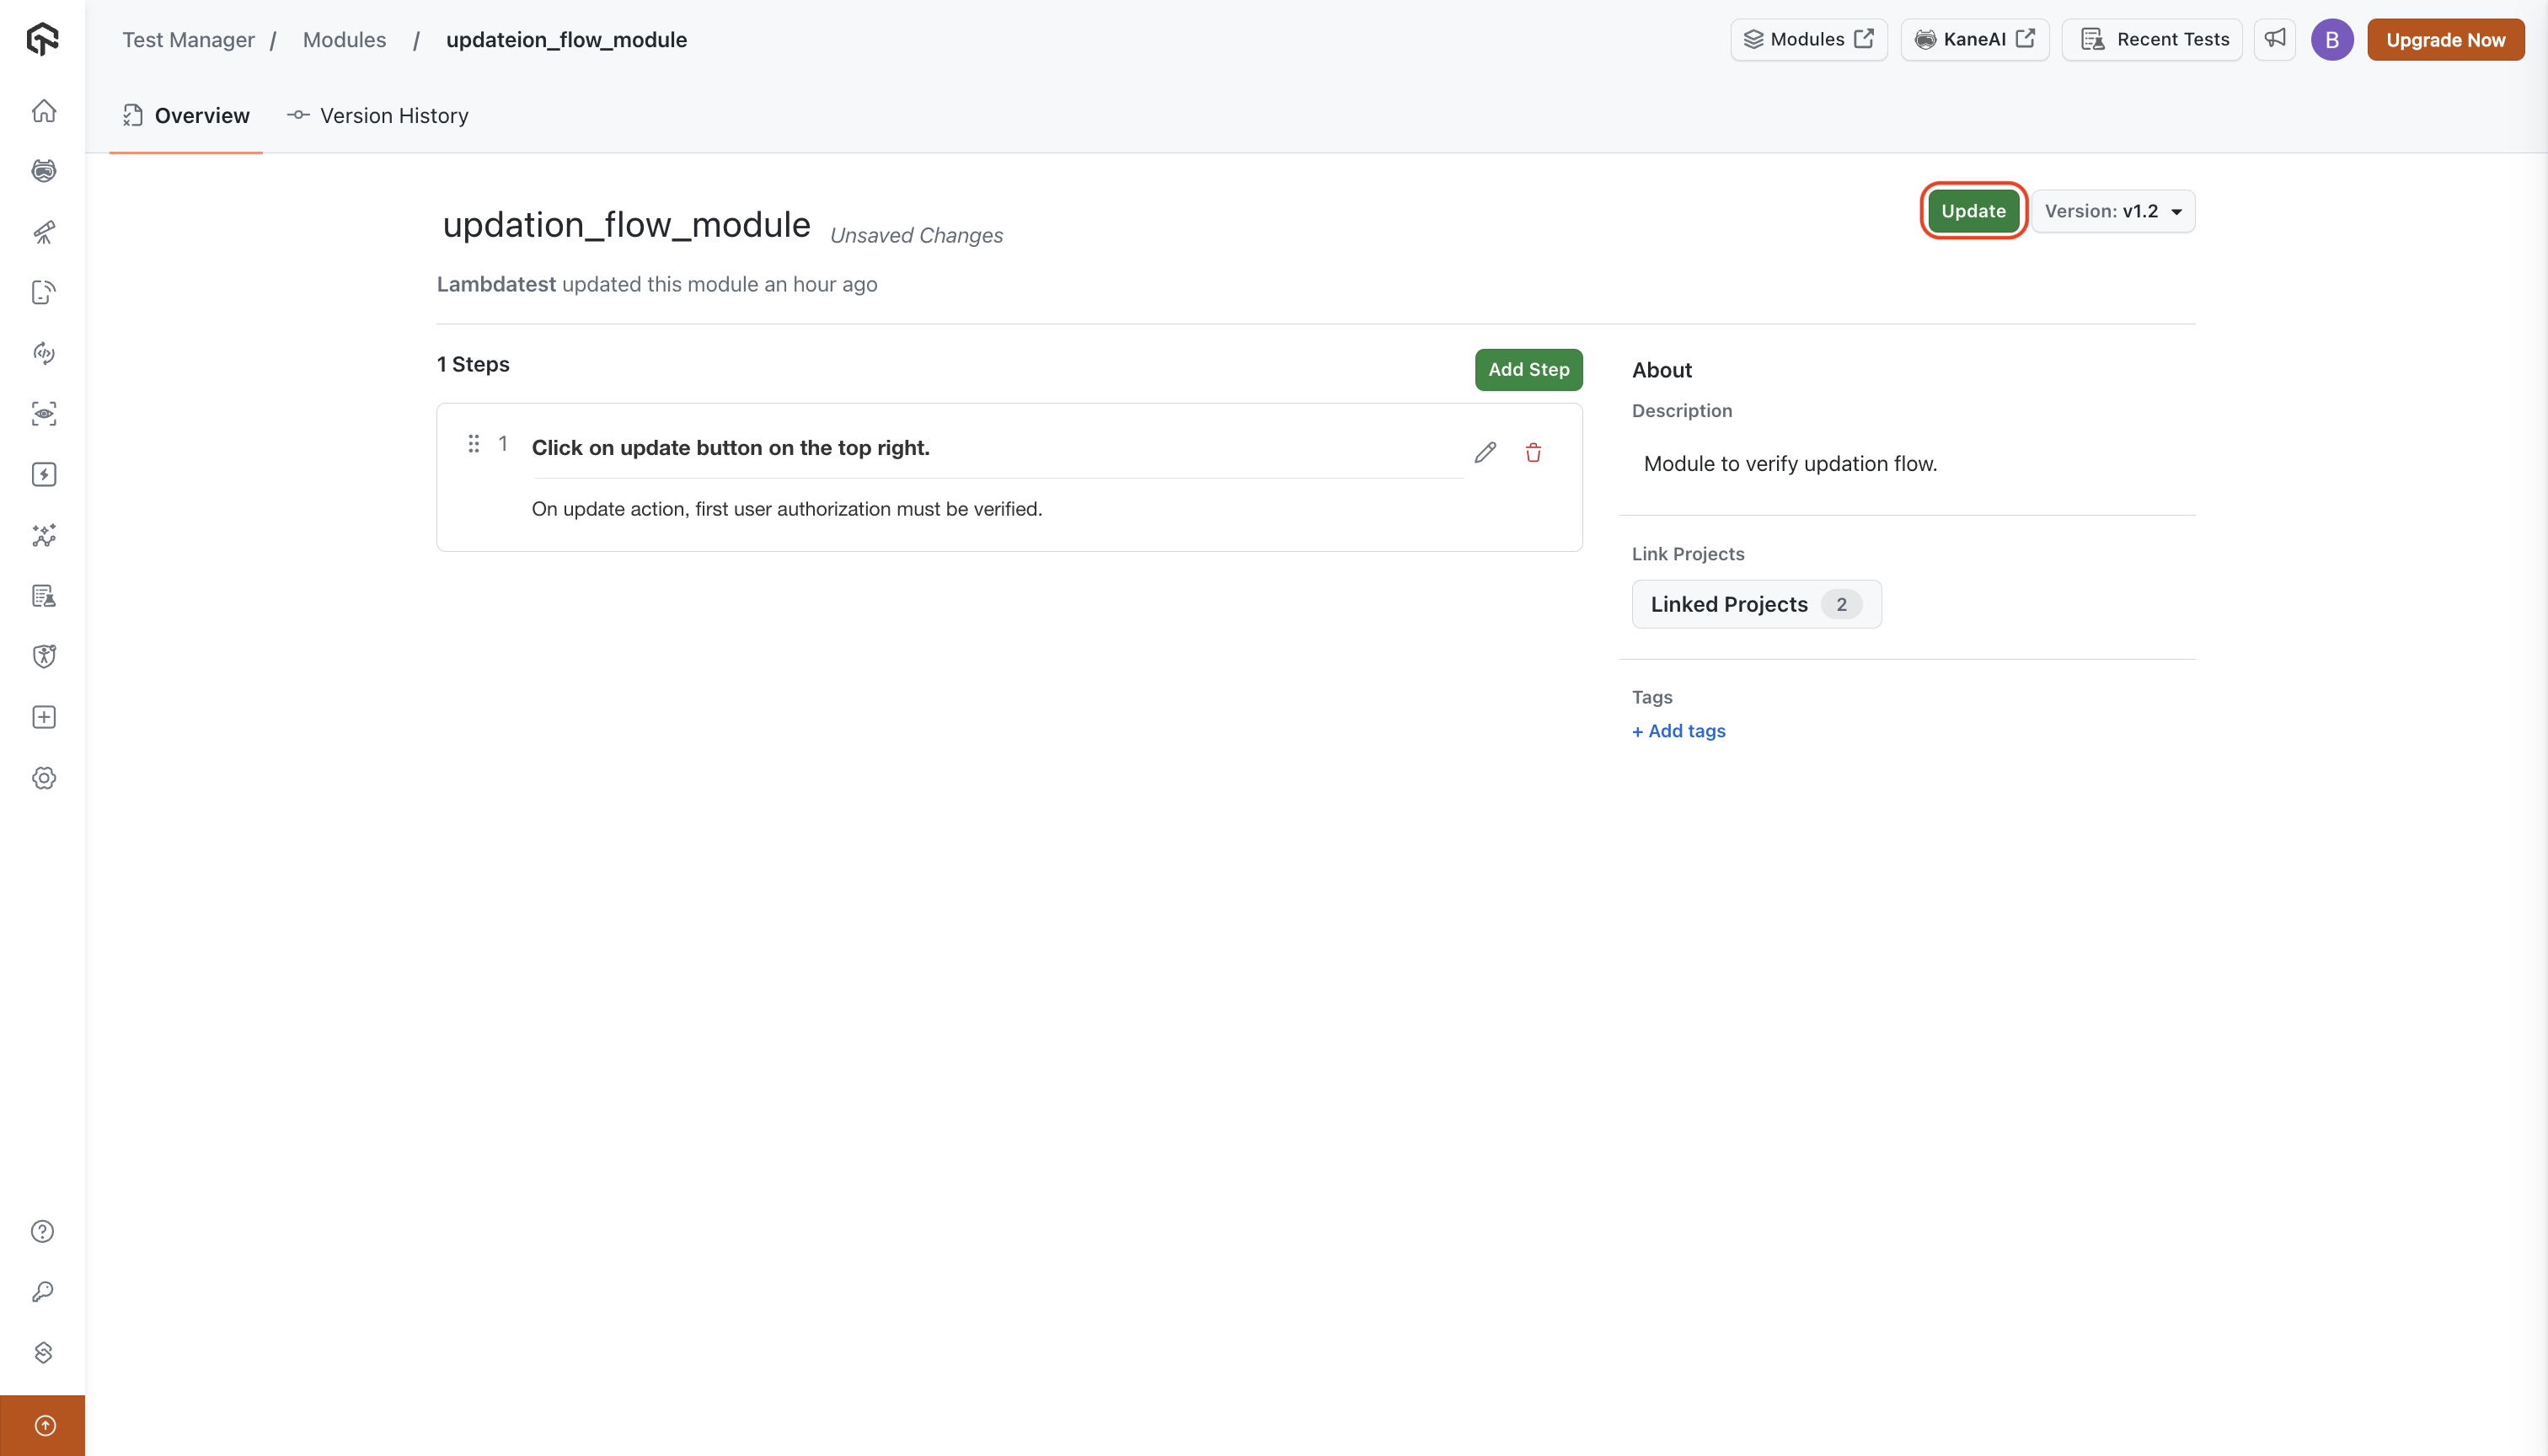 Test Manager / Modules / updateion_flow_module
Modules
KaneAI
Recent Tests
B
Upgrade Now
Overview
Version History
updation_flow_module Unsaved Changes
Update
Version: v1.2
Lambdatest updated this module an hour ago
1 Steps
Add Step
1 Click on update button on the top right.
On update action, first user authorization must be verified.
About
Description
Module to verify updation flow.
Link Projects
Linked Projects 2
Tags
+ Add tags